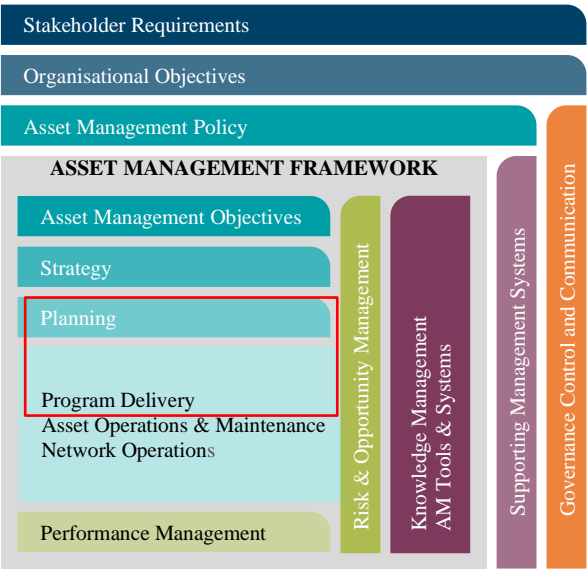 Stakeholder Requirements
Organisational Objectives
Asset Management Policy
ASSET MANAGEMENT FRAMEWORK
Asset Management Objectives
Strategy
Planning
Program Delivery
Asset Operations & Maintenance
Network Operations
Performance Management
Risk & Opportunity Management
Knowledge Management
AM Tools & Systems
Supporting Management Systems
Governance Control and Communication